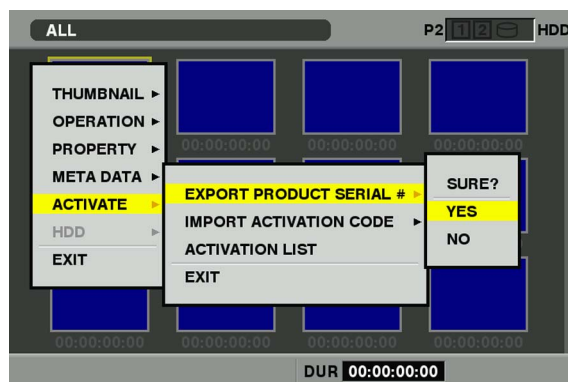 ALL
P2 1 2 HDD
THUMBNAIL
OPERATION
PROPERTY
META DATA
ACTIVATE
HDD
EXIT
EXPORT PRODUCT SERIAL #
IMPORT ACTIVATION CODE
ACTIVATION LIST
EXIT
SURE?
YES
NO
00:00:00:00 00:00:00:00 00:00:00:00
00:00:00:00 00:00:00:00 00:00:00:00 00:00:00:00
DUR 00:00:00:00